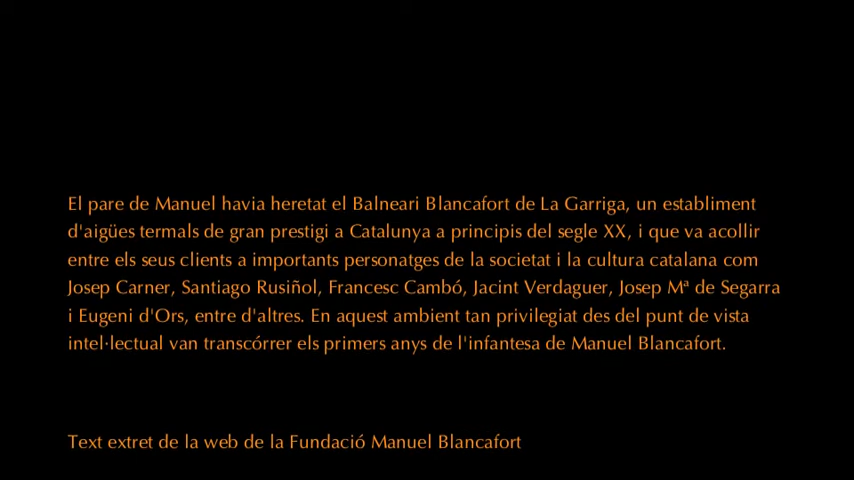 El pare de Manuel havia heretat el Balneari Blancafort de La Garriga, un establiment
d'aigües termals de gran prestigi a Catalunya a principis del segle XX, i que va acollir
entre els seus clients a importants personatges de la societat i la cultura catalana com
Josep Carner, Santiago Rusiñol, Francesc Cambó, Jacint Verdaguer, Josep Mª de Segarra
i Eugeni d'Ors, entre d'altres. En aquest ambient tan privilegiat des del punt de vista
intel·lectual van transcórrer els primers anys de l'infantesa de Manuel Blancafort.
Text extret de la web de la Fundació Manuel Blancafort